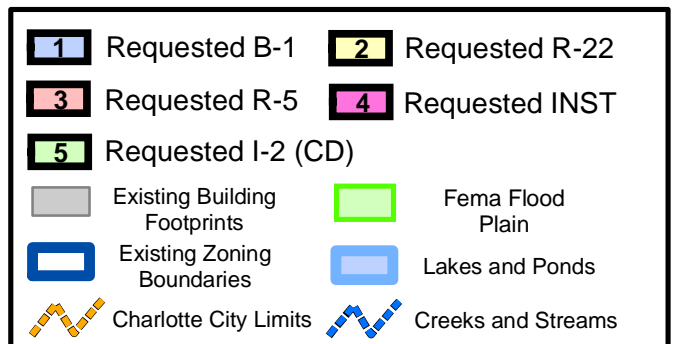 1 Requested B-1 2 Requested R-22
3 Requested R-5 4 Requested INST
5 Requested I-2 (CD)
Existing Building
Footprints
Fema Flood
Plain
Existing Zoning
Boundaries
Lakes and Ponds
Charlotte City Limits
Creeks and Streams